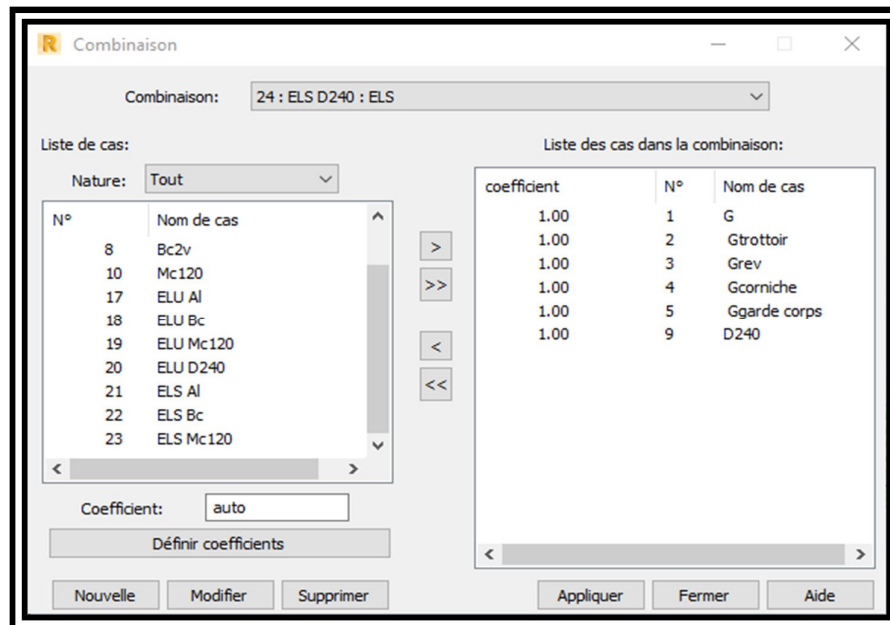 R Combinaison
Combinaison: 24 : ELS D240 : ELS
Liste de cas:
Nature: Tout
N° Nom de cas
8 Bc2v
10 Mc120
17 ELU Al
18 ELU Bc
19 ELU Mc120
20 ELU D240
21 ELS Al
22 ELS Bc
23 ELS Mc120
Coefficient: auto
Définir coefficients
Nouvelle Modifier Supprimer
> 
>>
<
<<
Liste des cas dans la combinaison:
coefficient N° Nom de cas
1.00 1 G
1.00 2 Gtrottoir
1.00 3 Grev
1.00 4 Gcorniche
1.00 5 Ggarde corps
1.00 9 D240
Appliquer Fermer Aide